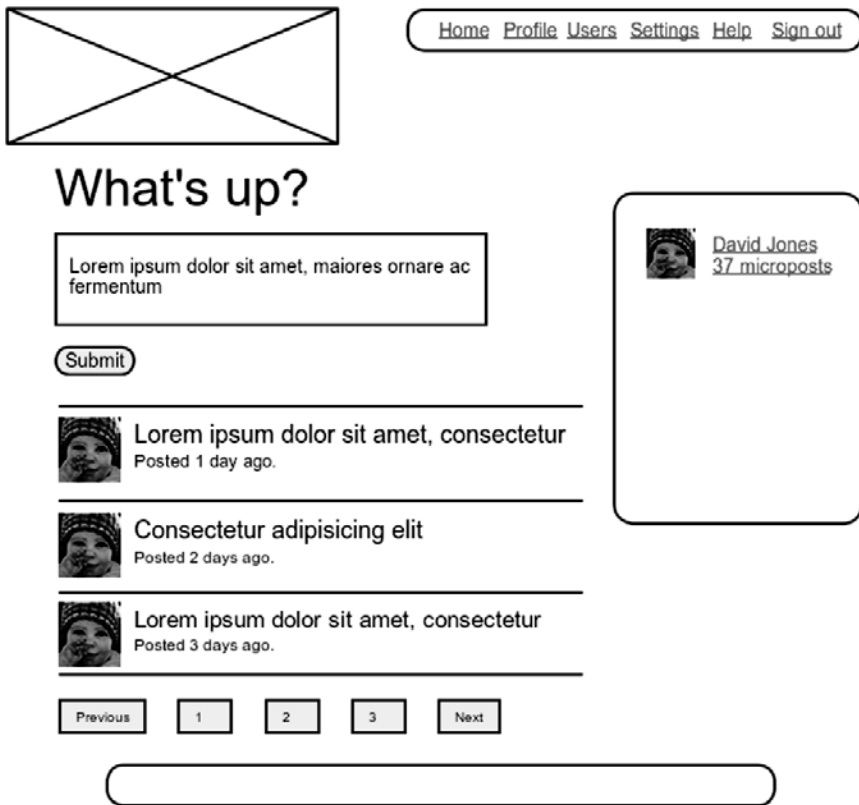 Home Profile Users Settings Help Sign out
What's up?
Lorem ipsum dolor sit amet, maiores ornare ac
fermentum
Submit
David Jones
37 microposts
Lorem ipsum dolor sit amet, consectetur
Posted 1 day ago.
Consectetur adipisicing elit
Posted 2 days ago.
Lorem ipsum dolor sit amet, consectetur
Posted 3 days ago.
Previous 1 2 3 Next